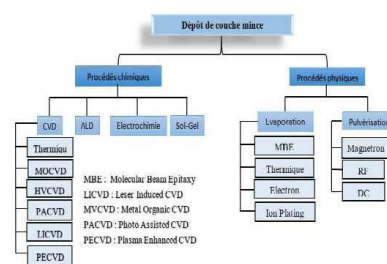 Dépôt de couche mince
Procédés chimiques
Procédés physiques
CVD
ALD
Electrochimie
Sol-Gel
Evaporation
Pulvérisation
Thermiqu
MOCVD
HVCVD
PACVD
LICVD
PECVD
MBE : Molecular Beam Epitaxy
LICVD : Leser Induced CVD
MVCVD : Metal Organic CVD
PACVD : Photo Assisted CVD
PECVD : Plasma Enhanced CVD
MBE
Thermique
Electron
Ion Plating
Magnetron
RF
DC